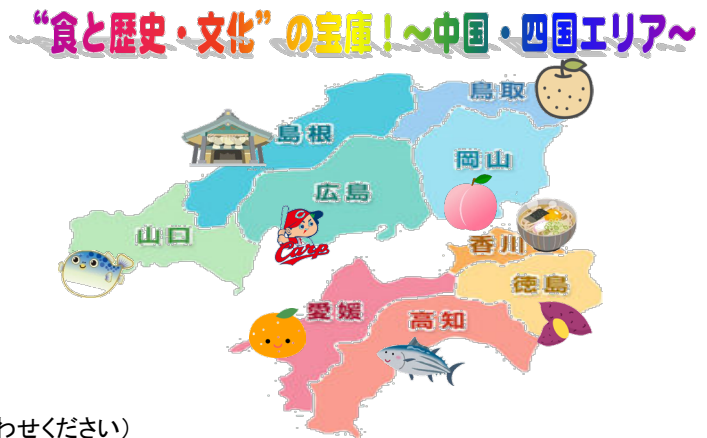 “食と歴史・文化”の宝庫！～中国・四国エリア～
鳥取
島根
岡山
広島
山口
Carp
香川
徳島
愛媛
高知
わせください）